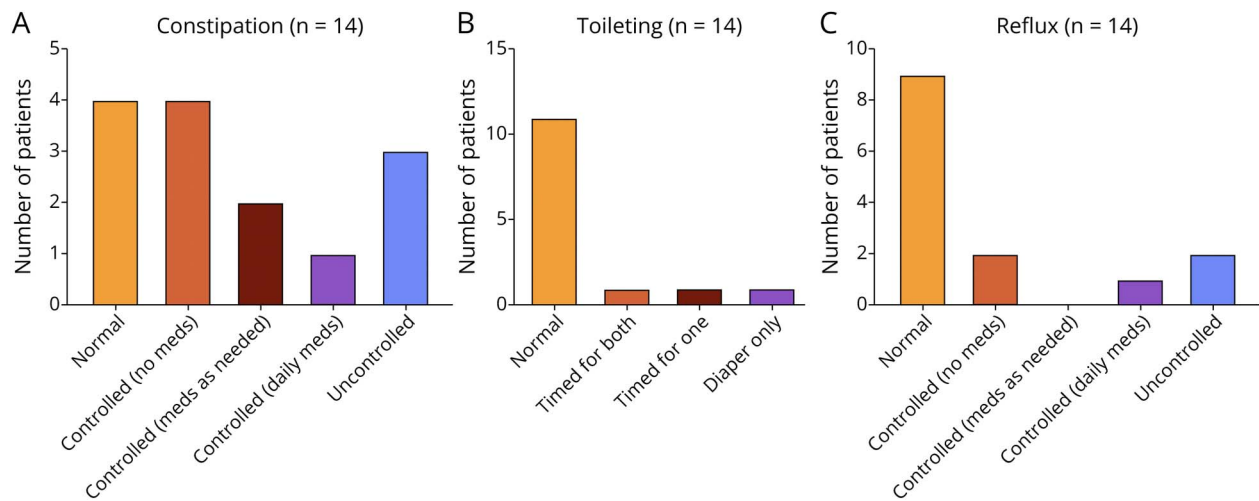 A
Constipation (n = 14)
Number of patients
5
4
3
2
1
0
Normal
Controlled (no meds)
Controlled (meds as needed)
Controlled (daily meds)
Uncontrolled
B
Toileting (n = 14)
Number of patients
15
10
5
0
Normal
Timed for both
Timed for one
Diaper only
C
Reflux (n = 14)
Number of patients
10
8
6
4
2
0
Normal
Controlled (no meds)
Controlled (meds as needed)
Controlled (daily meds)
Uncontrolled